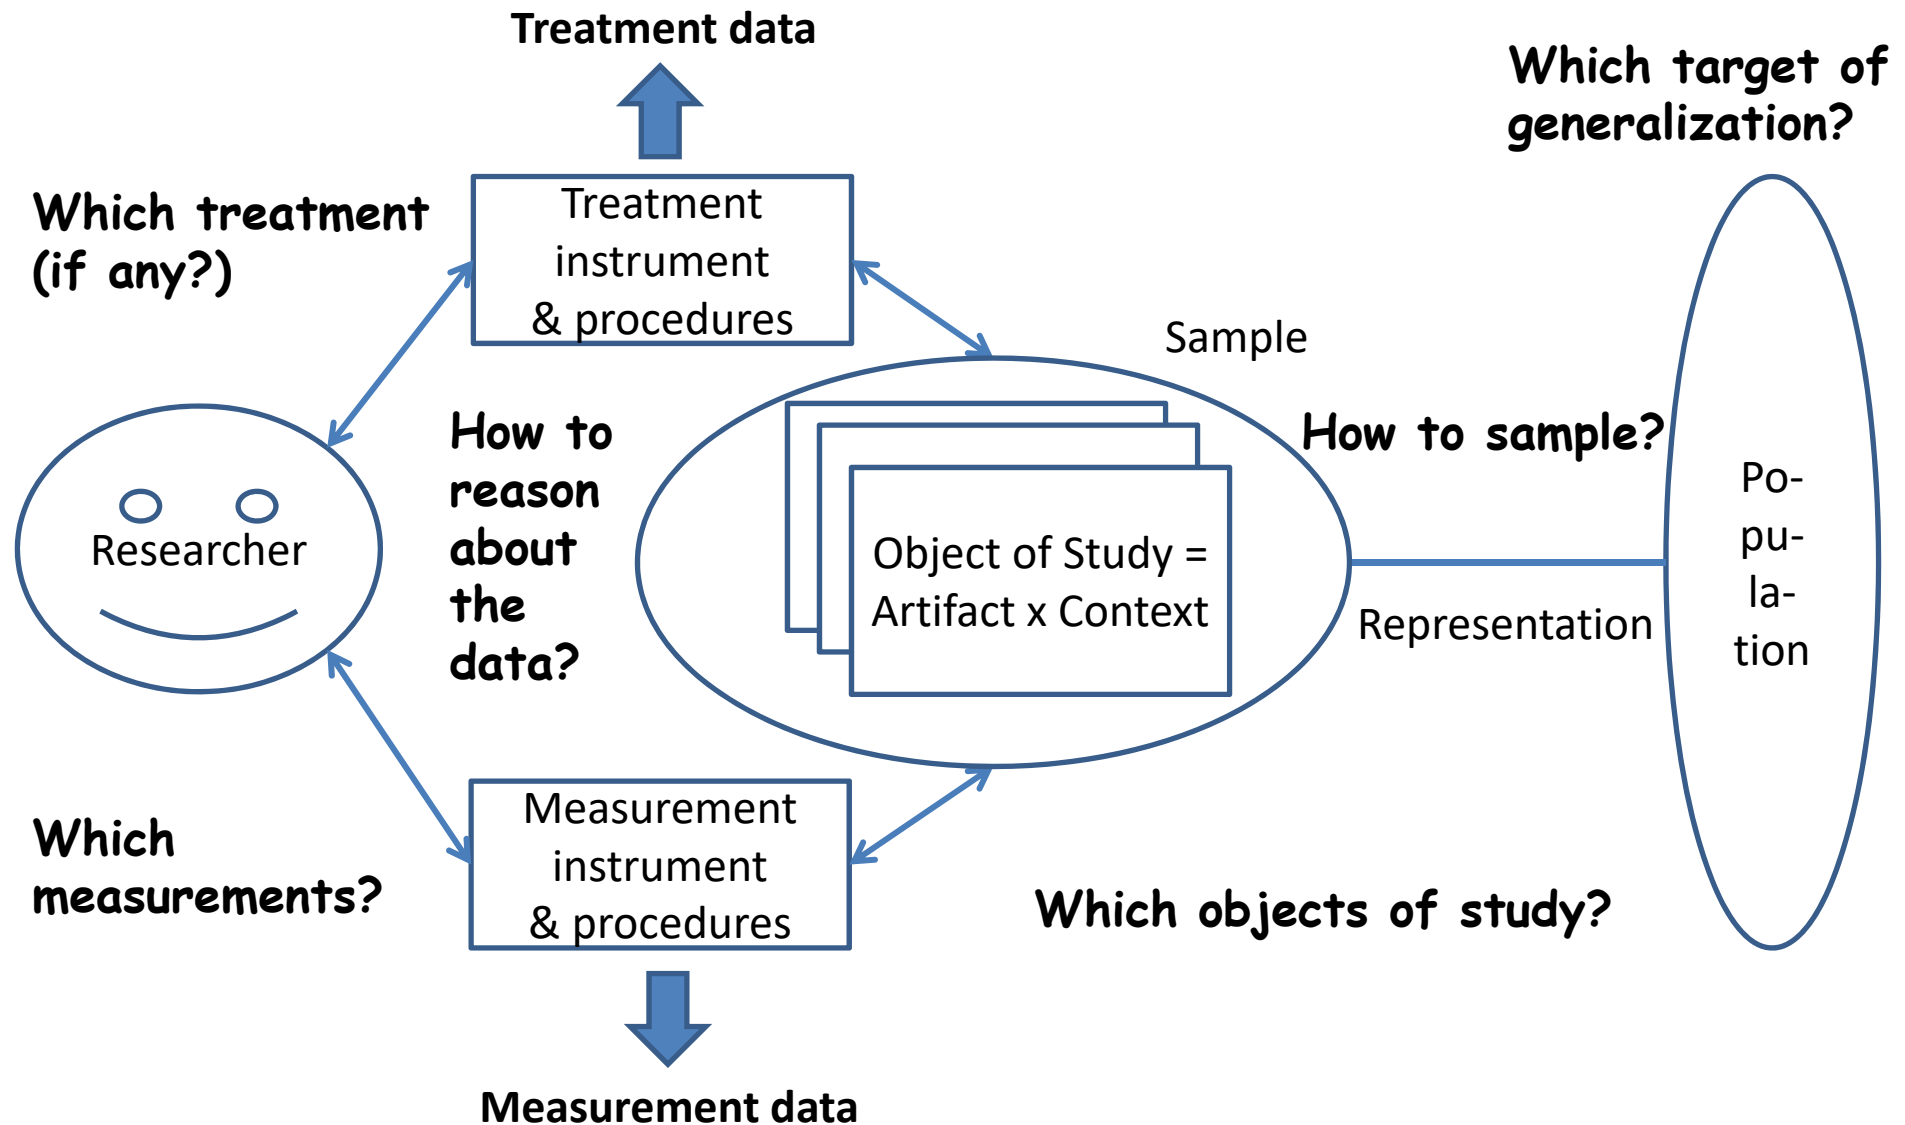 Treatment data
Which target of
generalization?
Which treatment
(if any?)
Treatment
instrument
& procedures
Sample
How to
reason
about
the
data?
How to sample?
Researcher
Object of Study =
Artifact x Context
Representation
Po-
pu-
la-
tion
Which
measurements?
Measurement
instrument
& procedures
Which objects of study?
Measurement data